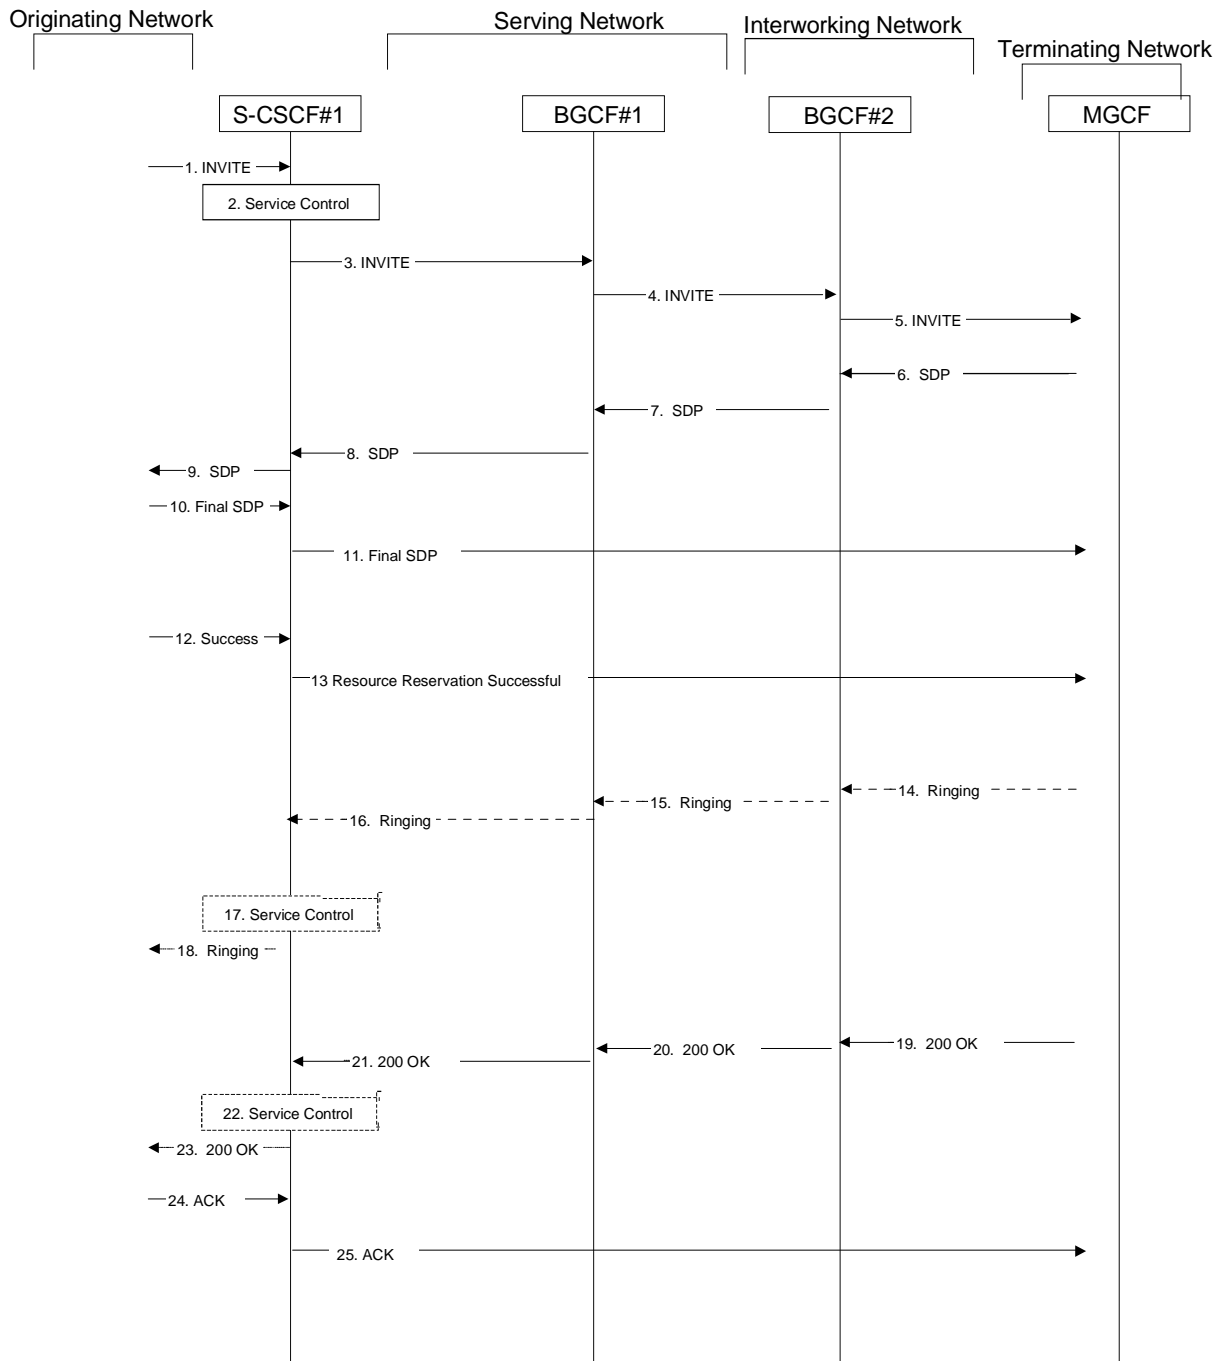 Originating Network
Serving Network
Interworking Network
Terminating Network
S-CSCF#1
BGCF#1
BGCF#2
MGCF
1. INVITE
2. Service Control
3. INVITE
4. INVITE
5. INVITE
6. SDP
7. SDP
8. SDP
9. SDP
10. Final SDP
11. Final SDP
12. Success
13 Resource Reservation Successful
14. Ringing
15. Ringing
16. Ringing
17. Service Control
18. Ringing
19. 200 OK
20. 200 OK
21. 200 OK
22. Service Control
23. 200 OK
24. ACK
25. ACK